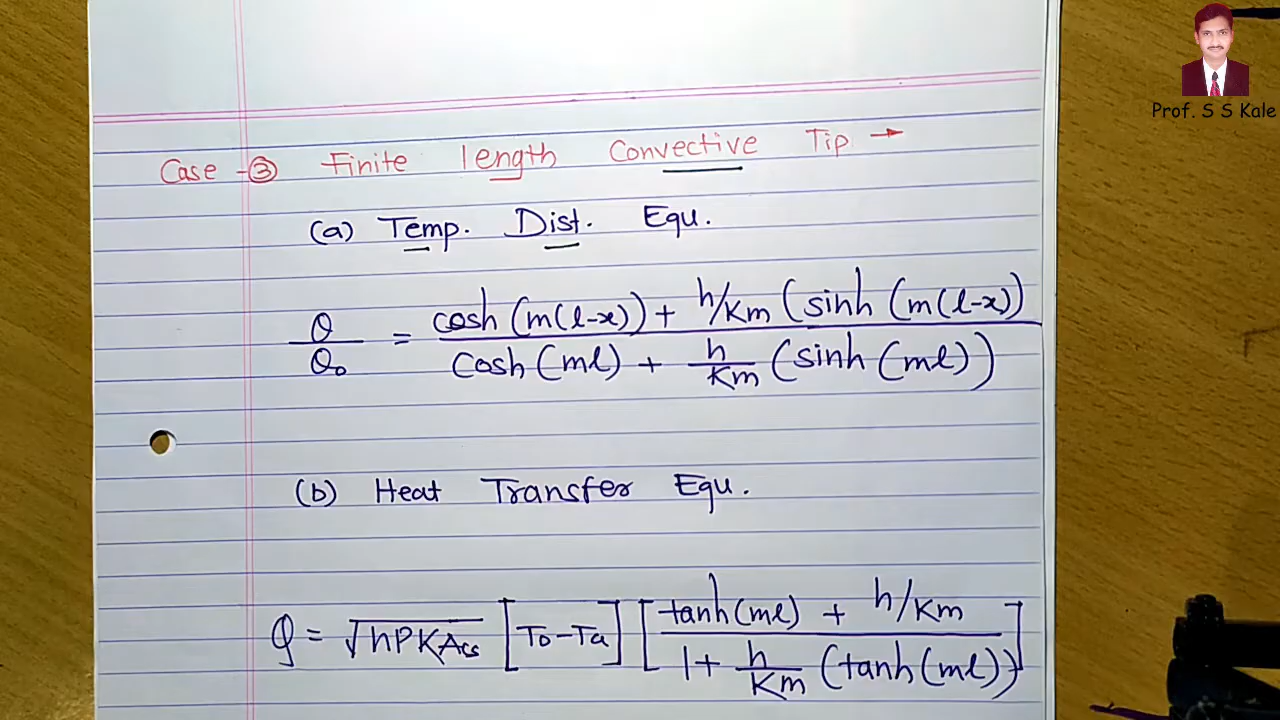 Prof. S S Kale
Case - ③ Finite length Convective Tip →
(a) Temp. Dist. Equ.
θ/θ₀ = cosh (m(l-x)) + h/km (sinh (m(l-x)) / cosh (ml) + h/km (sinh (ml))
(b) Heat Transfer Equ.
Q = √hPKAcs [To-Ta] [tanh(ml) + h/km / 1 + h/km (tanh(ml))]